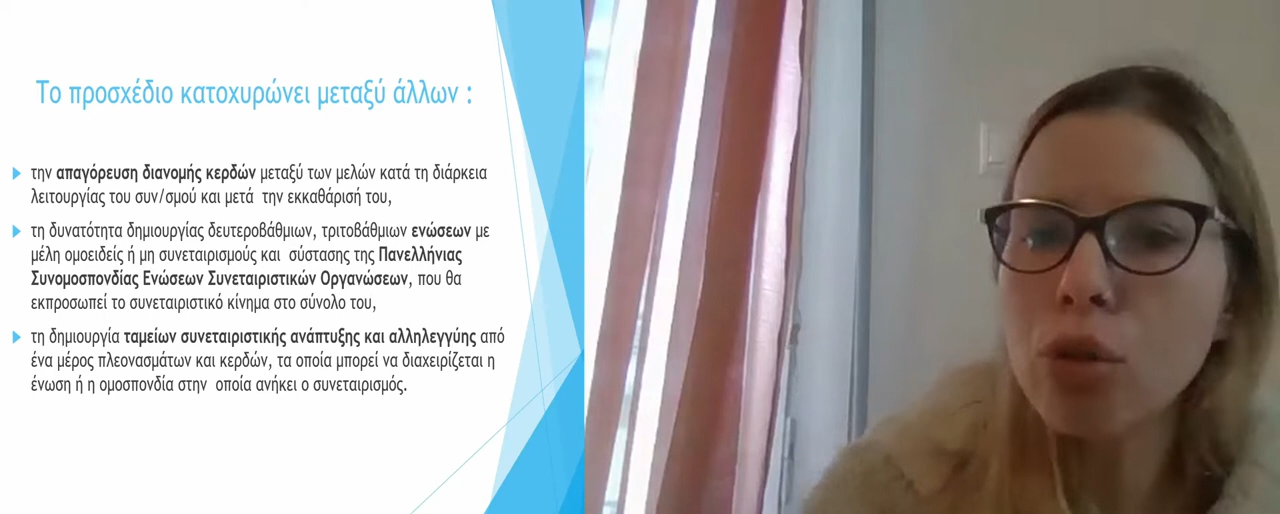 Το προσχέδιο κατοχυρώνει μεταξύ άλλων :
την απαγόρευση διανομής κερδών μεταξύ των μελών κατά τη διάρκεια
λειτουργίας του συν/σμού και μετά την εκκαθάρισή του,
τη δυνατότητα δημιουργίας δευτεροβάθμιων, τριτοβάθμιων ενώσεων με
μέλη ομοειδείς ή μη συνεταιρισμούς και σύστασης της Πανελλήνιας
Συνομοσπονδίας Ενώσεων Συνεταιριστικών Οργανώσεων, που θα
εκπροσωπεί το συνεταιριστικό κίνημα στο σύνολο του,
τη δημιουργία ταμείων συνεταιριστικής ανάπτυξης και αλληλεγγύης από
ένα μέρος πλεονασμάτων και κερδών, τα οποία μπορεί να διαχειρίζεται η
ένωση ή η ομοσπονδία στην οποία ανήκει ο συνεταιρισμός.